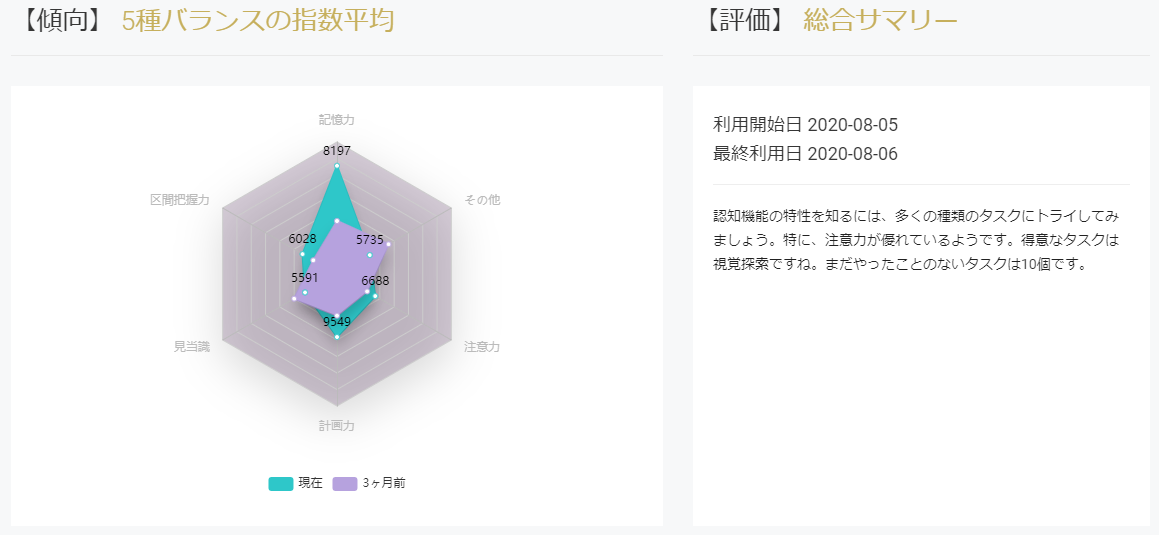 【傾向】 5種バランスの指数平均
記憶力
8197
区間把握力
その他
6028
5735
5591
6688
9549
見当識
注意力
計画力
現在
3ヶ月前
【評価】 総合サマリー
利用開始日 2020-08-05
最終利用日 2020-08-06
認知機能の特性を知るには、多くの種類のタスクにトライしてみ
ましょう。特に、注意力が優れているようです。得意なタスクは
視覚探索ですね。まだやったことのないタスクは10個です。